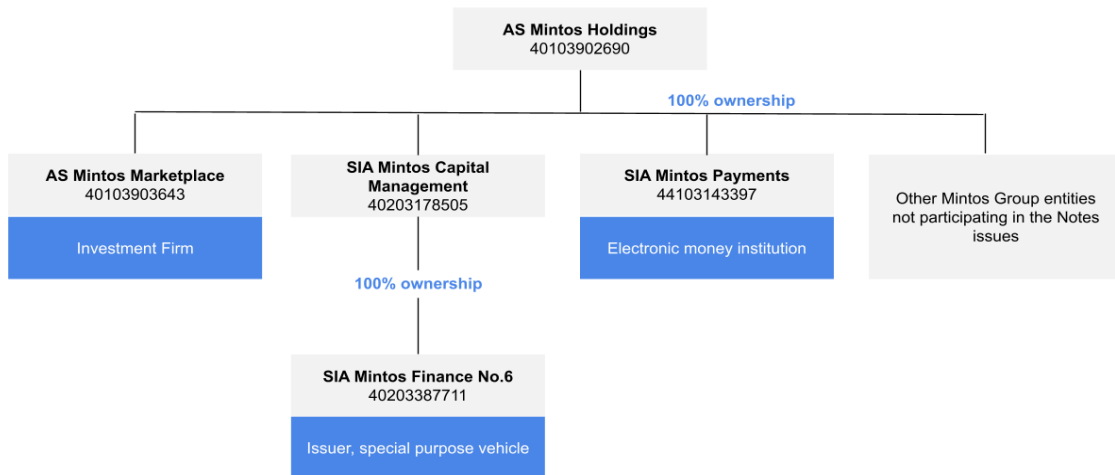 AS Mintos Holdings
40103902690
100% ownership
AS Mintos Marketplace
40103903643
Investment Firm
SIA Mintos Capital
Management
40203178505
SIA Mintos Payments
44103143397
Electronic money institution
Other Mintos Group entities
not participating in the Notes
issues
100% ownership
SIA Mintos Finance No.6
40203387711
Issuer, special purpose vehicle